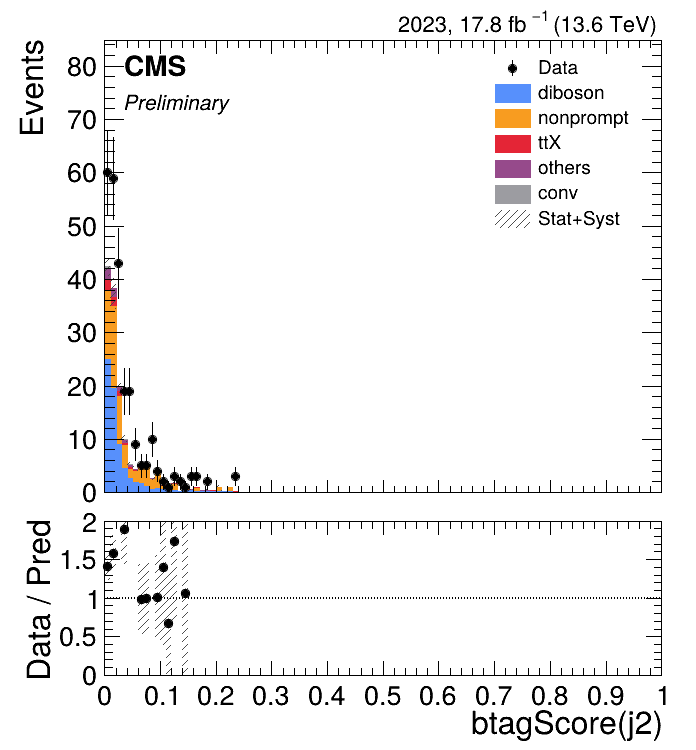 2023, 17.8 fb⁻¹ (13.6 TeV)
CMS
Preliminary
Events
80
70
60
50
40
30
20
10
0
Data
diboson
nonprompt
ttX
others
conv
Stat+Syst
Data / Pred
2
1.5
1
0.5
0
0 0.1 0.2 0.3 0.4 0.5 0.6 0.7 0.8 0.9 1
btagScore(j2)